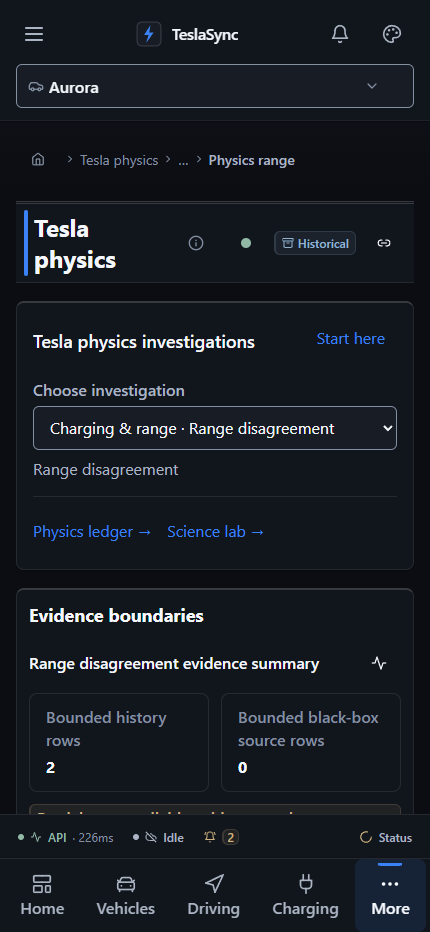 TeslaSync
Aurora
Tesla physics › ... › Physics range
Tesla
physics
Historical
Tesla physics investigations
Start here
Choose investigation
Charging & range · Range disagreement
Range disagreement
Physics ledger →
Science lab →
Evidence boundaries
Range disagreement evidence summary
Bounded history
rows
2
Bounded black-box
source rows
0
API · 226ms
Idle
2
Status
Home
Vehicles
Driving
Charging
More